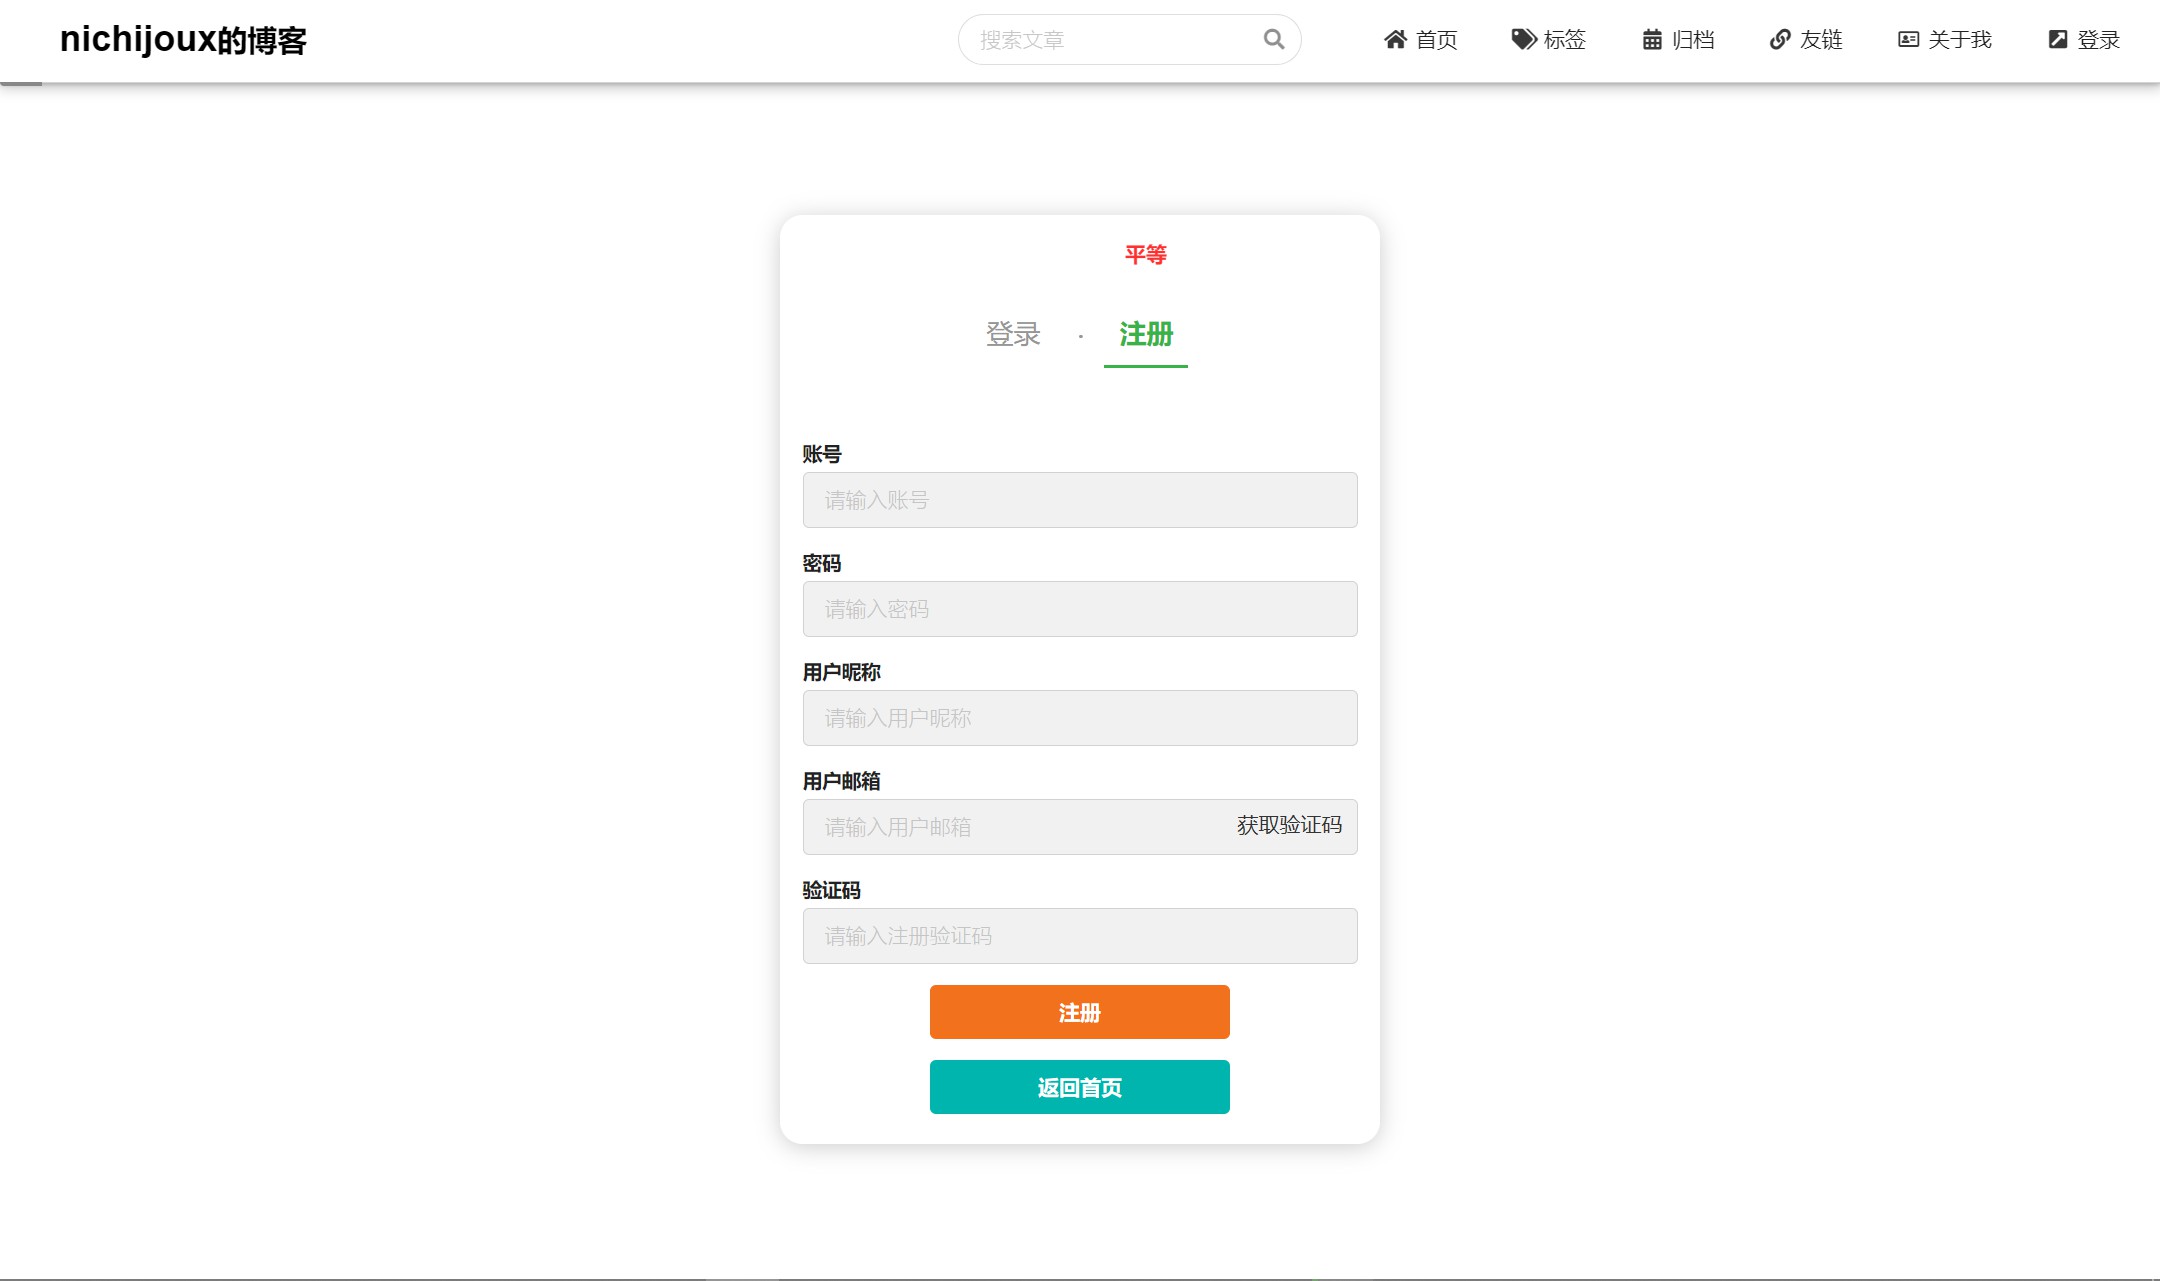 nichijoux的博客
搜索文章
首页
标签
归档
友链
关于我
登录
平等
登录 · 注册
账号
请输入账号
密码
请输入密码
用户昵称
请输入用户昵称
用户邮箱
请输入用户邮箱 获取验证码
验证码
请输入注册验证码
注册
返回首页